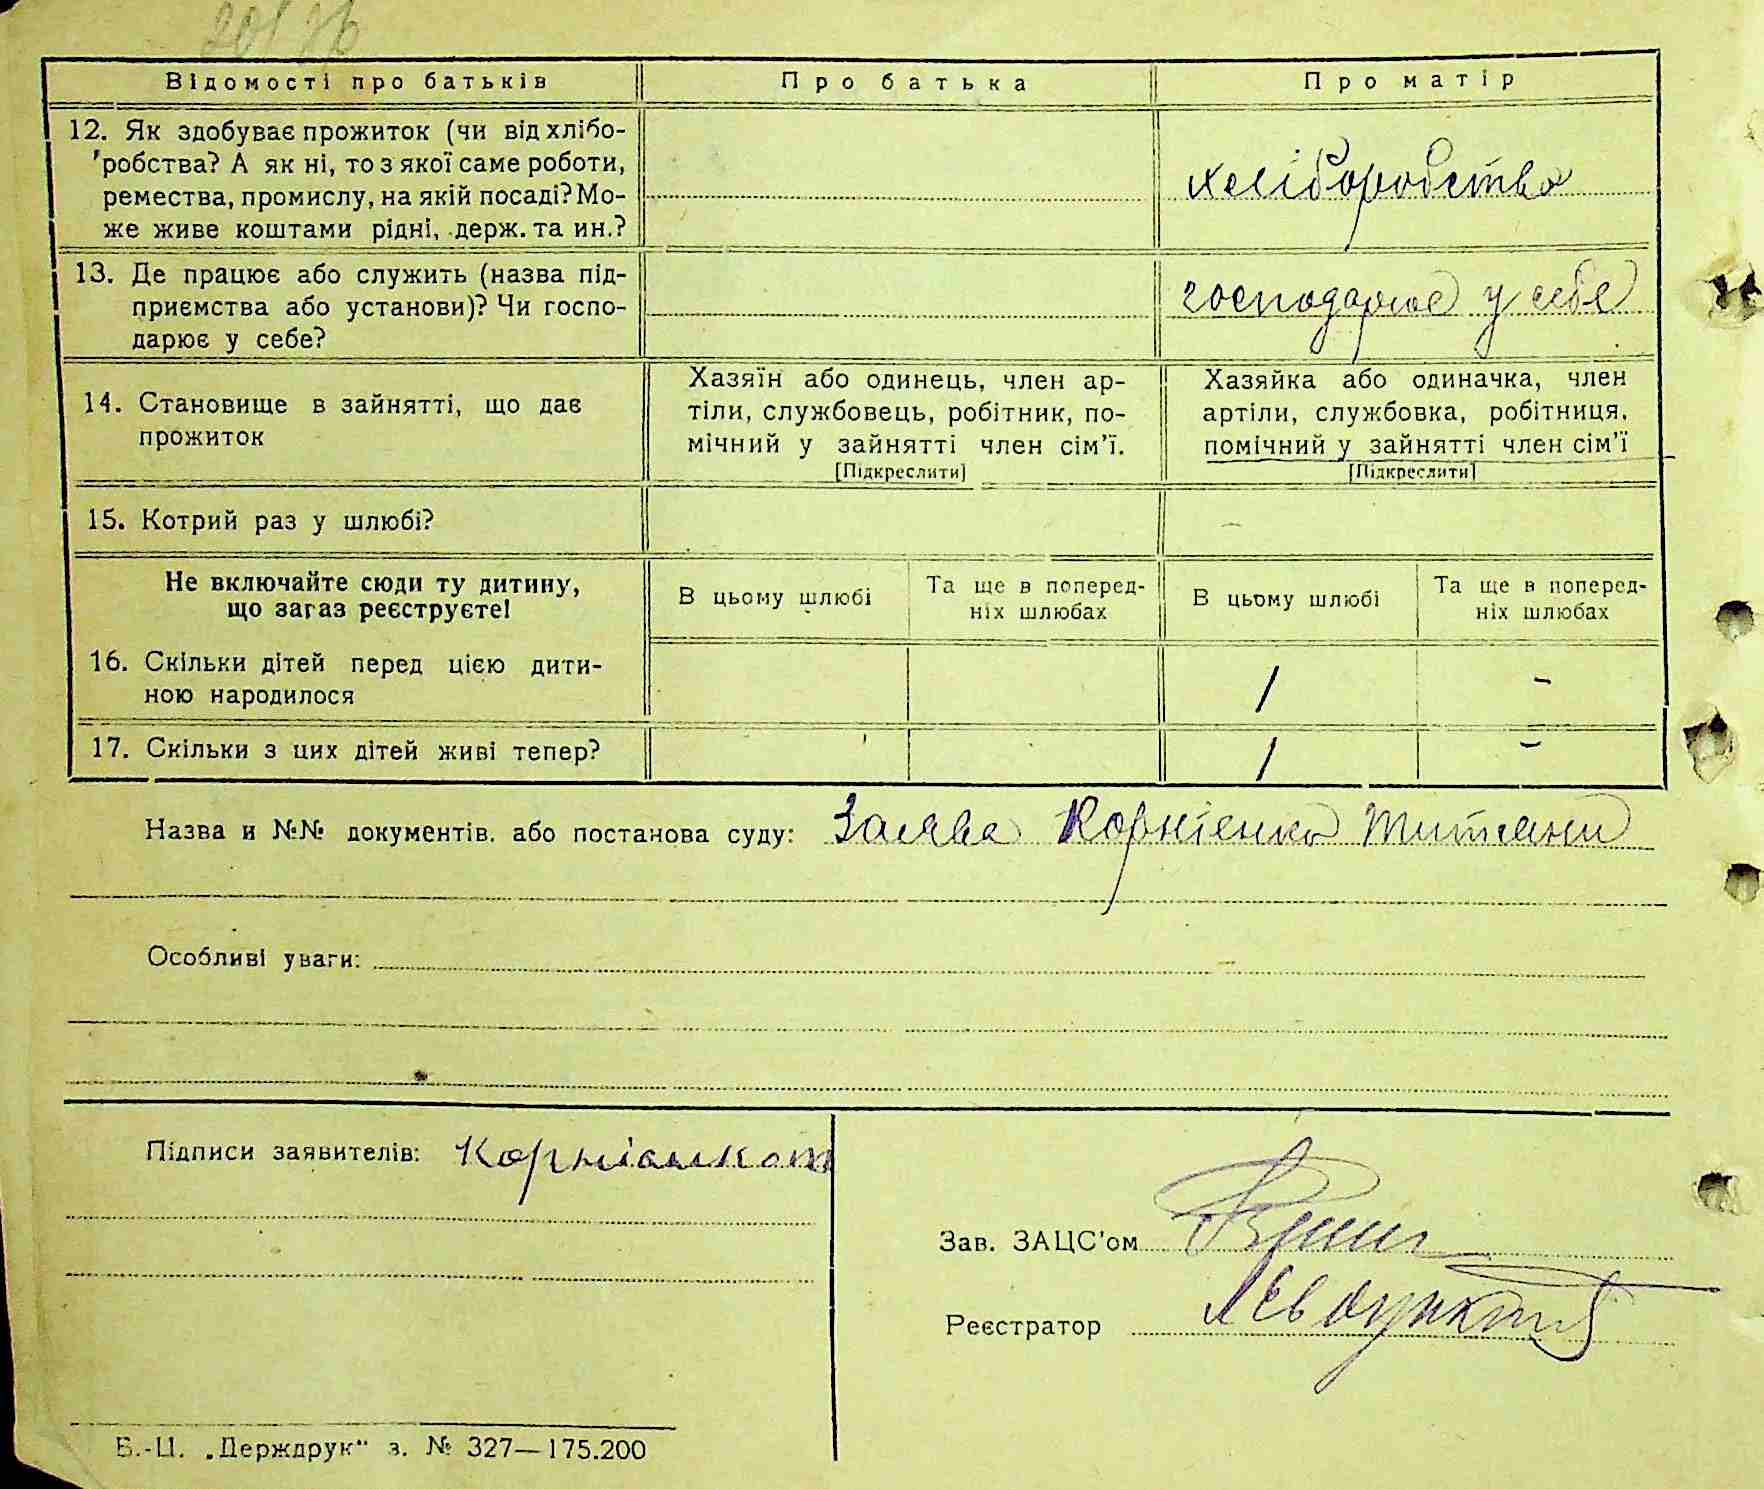 Відомості про батьків Про батька Про матір
12. Як здобуває прожиток (чи від хлібо-
робства? А як ні, то з якої саме роботи,
ремества, промислу, на якій посаді? Мо-
же живе коштами рідні, держ. та ин.?
хліборобство
13. Де працює або служить (назва під-
приємства або установи)? Чи госпо-
дарює у себе?
господарює у себе
14. Становище в зайнятті, що дає
прожиток
Хазяїн або одинець, член ар-
тіли, службовець, робітник, по-
мічний у зайнятті член сім'ї.
[Підкреслити]
Хазяйка або одиначка, член
артіли, службовка, робітниця,
помічний у зайнятті член сім'ї
[Підкреслити]
15. Котрий раз у шлюбі? –
Не включайте сюди ту дитину,
що зараз реєструєте!
В цьому шлюбі
Та ще в поперед-
ніх шлюбах
В цьому шлюбі
Та ще в поперед-
ніх шлюбах
16. Скільки дітей перед цією дити-
ною народилося
1 –
17. Скільки з цих дітей живі тепер? 1 –
Назва и №№ документів. або постанова суду: Заява Корнієнко Титяни
Особливі уваги: –
Підписи заявителів:
Зав. ЗАЦС'ом
Реєстратор
Б.-Ц. „Держдрук" з. № 327—175.200